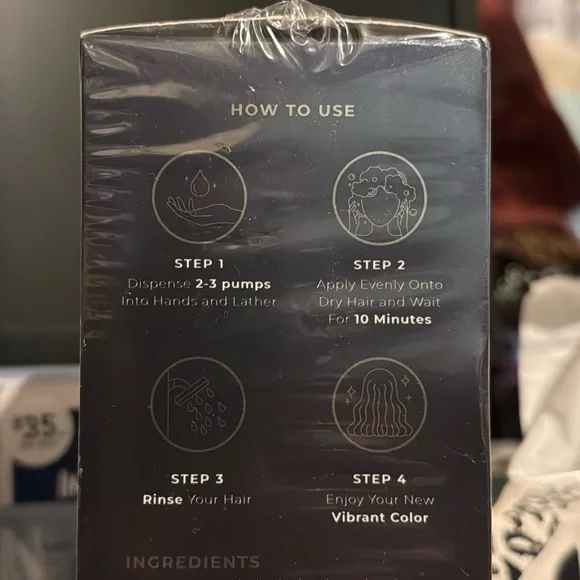 HOW TO USE
STEP 1
Dispense 2-3 pumps
Into Hands and Lather
STEP 2
Apply Evenly Onto
Dry Hair and Wait
For 10 Minutes
STEP 3
Rinse Your Hair
STEP 4
Enjoy Your New
Vibrant Color
INGREDIENTS
$35.